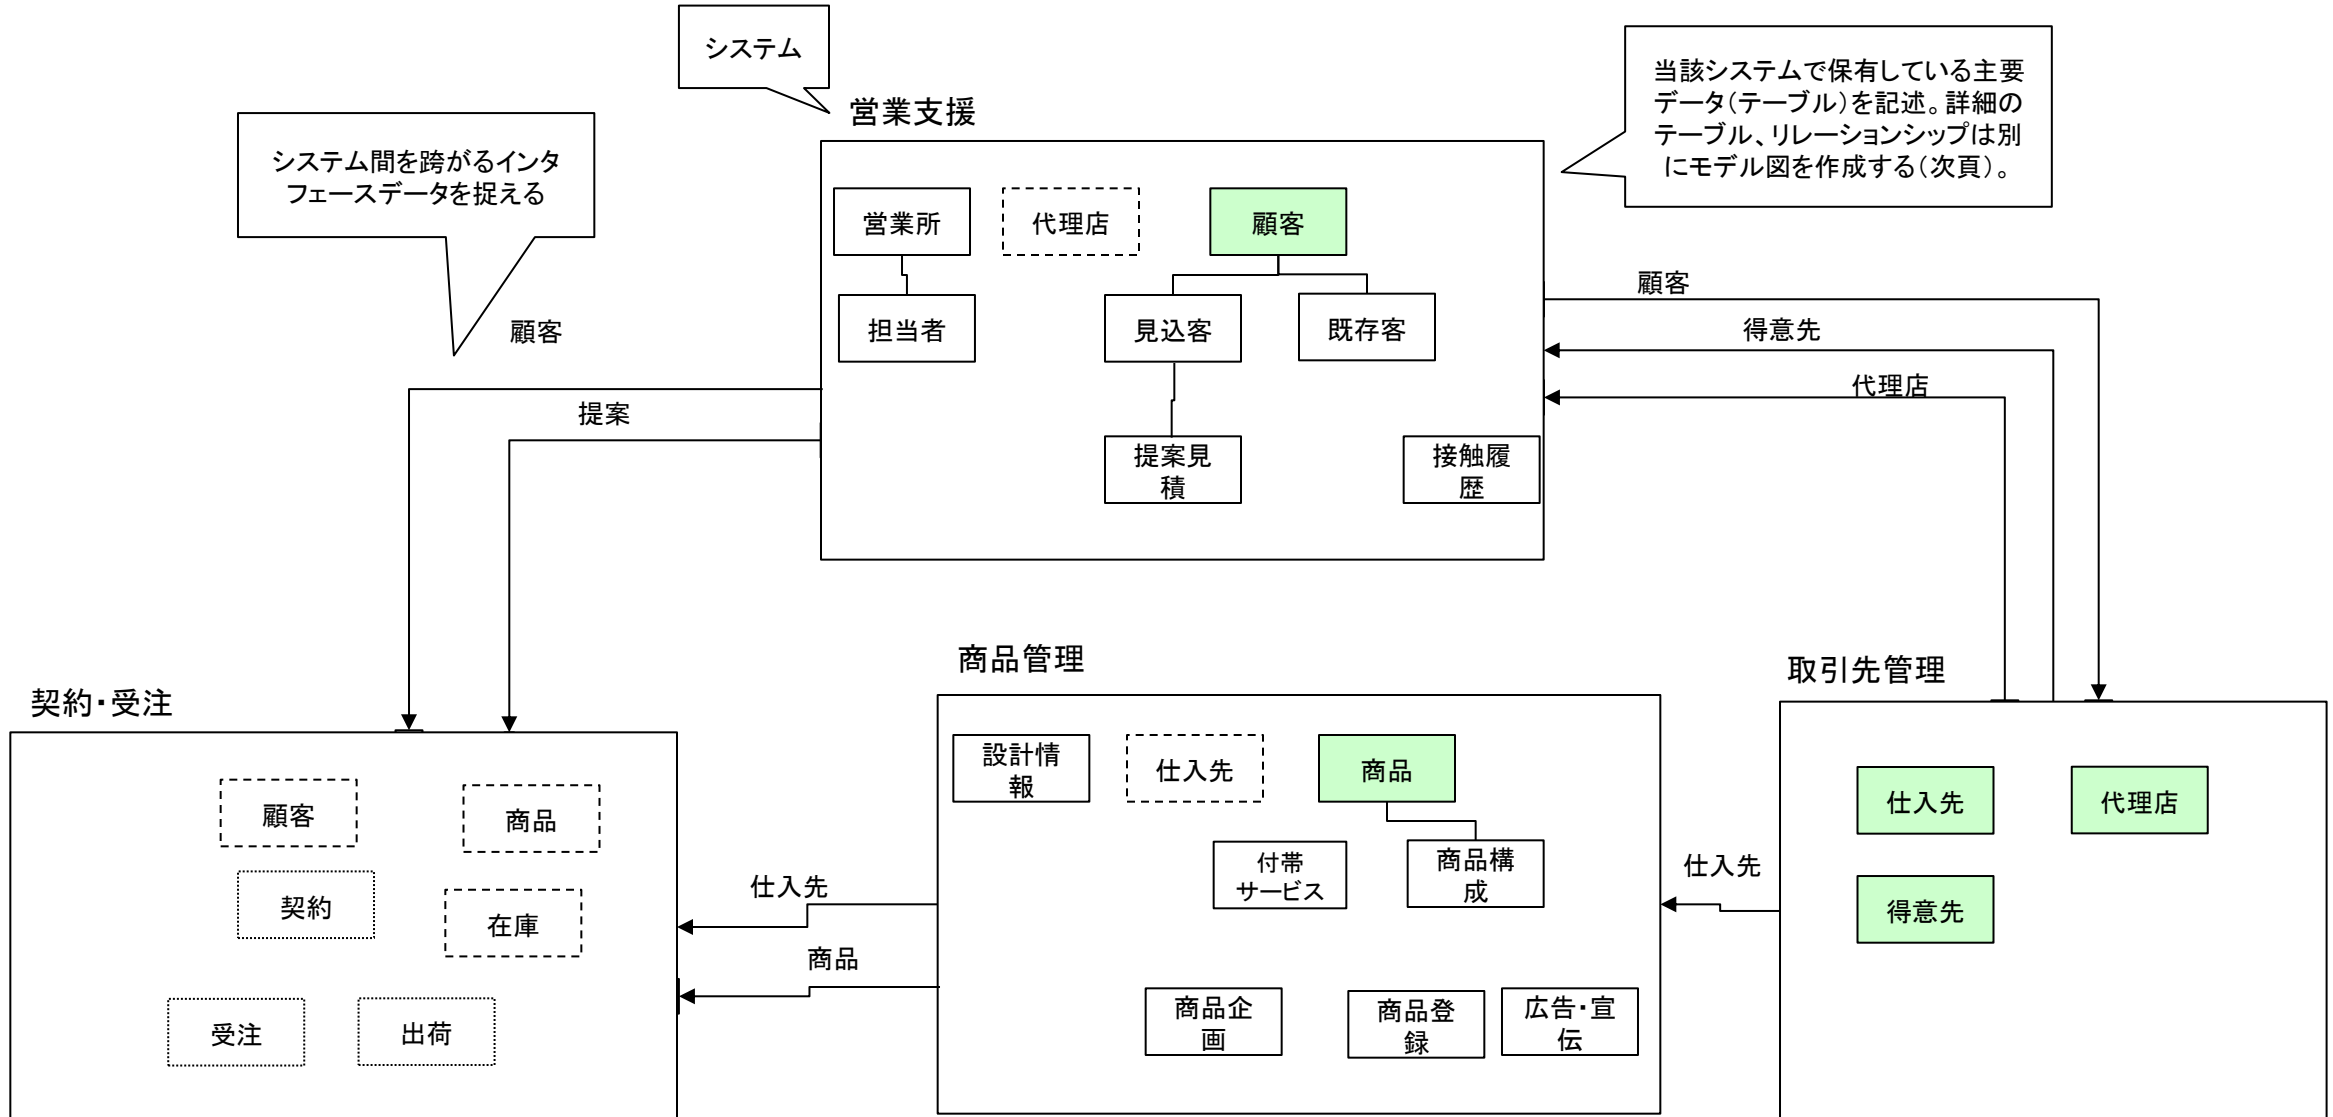 システム
営業支援
当該システムで保有している主要
データ（テーブル）を記述。詳細の
テーブル、リレーションシップは別
にモデル図を作成する（次頁）。
システム間を跨がるインタ
フェースデータを捉える
営業所
代理店
顧客
担当者
見込客
既存客
提案見
積
接触履
歴
顧客
提案
顧客
得意先
代理店
契約・受注
顧客
商品
契約
在庫
受注
出荷
仕入先
商品
商品管理
設計情
報
仕入先
商品
付帯
サービス
商品構
成
商品企
画
商品登
録
広告・宣
伝
仕入先
取引先管理
仕入先
代理店
得意先